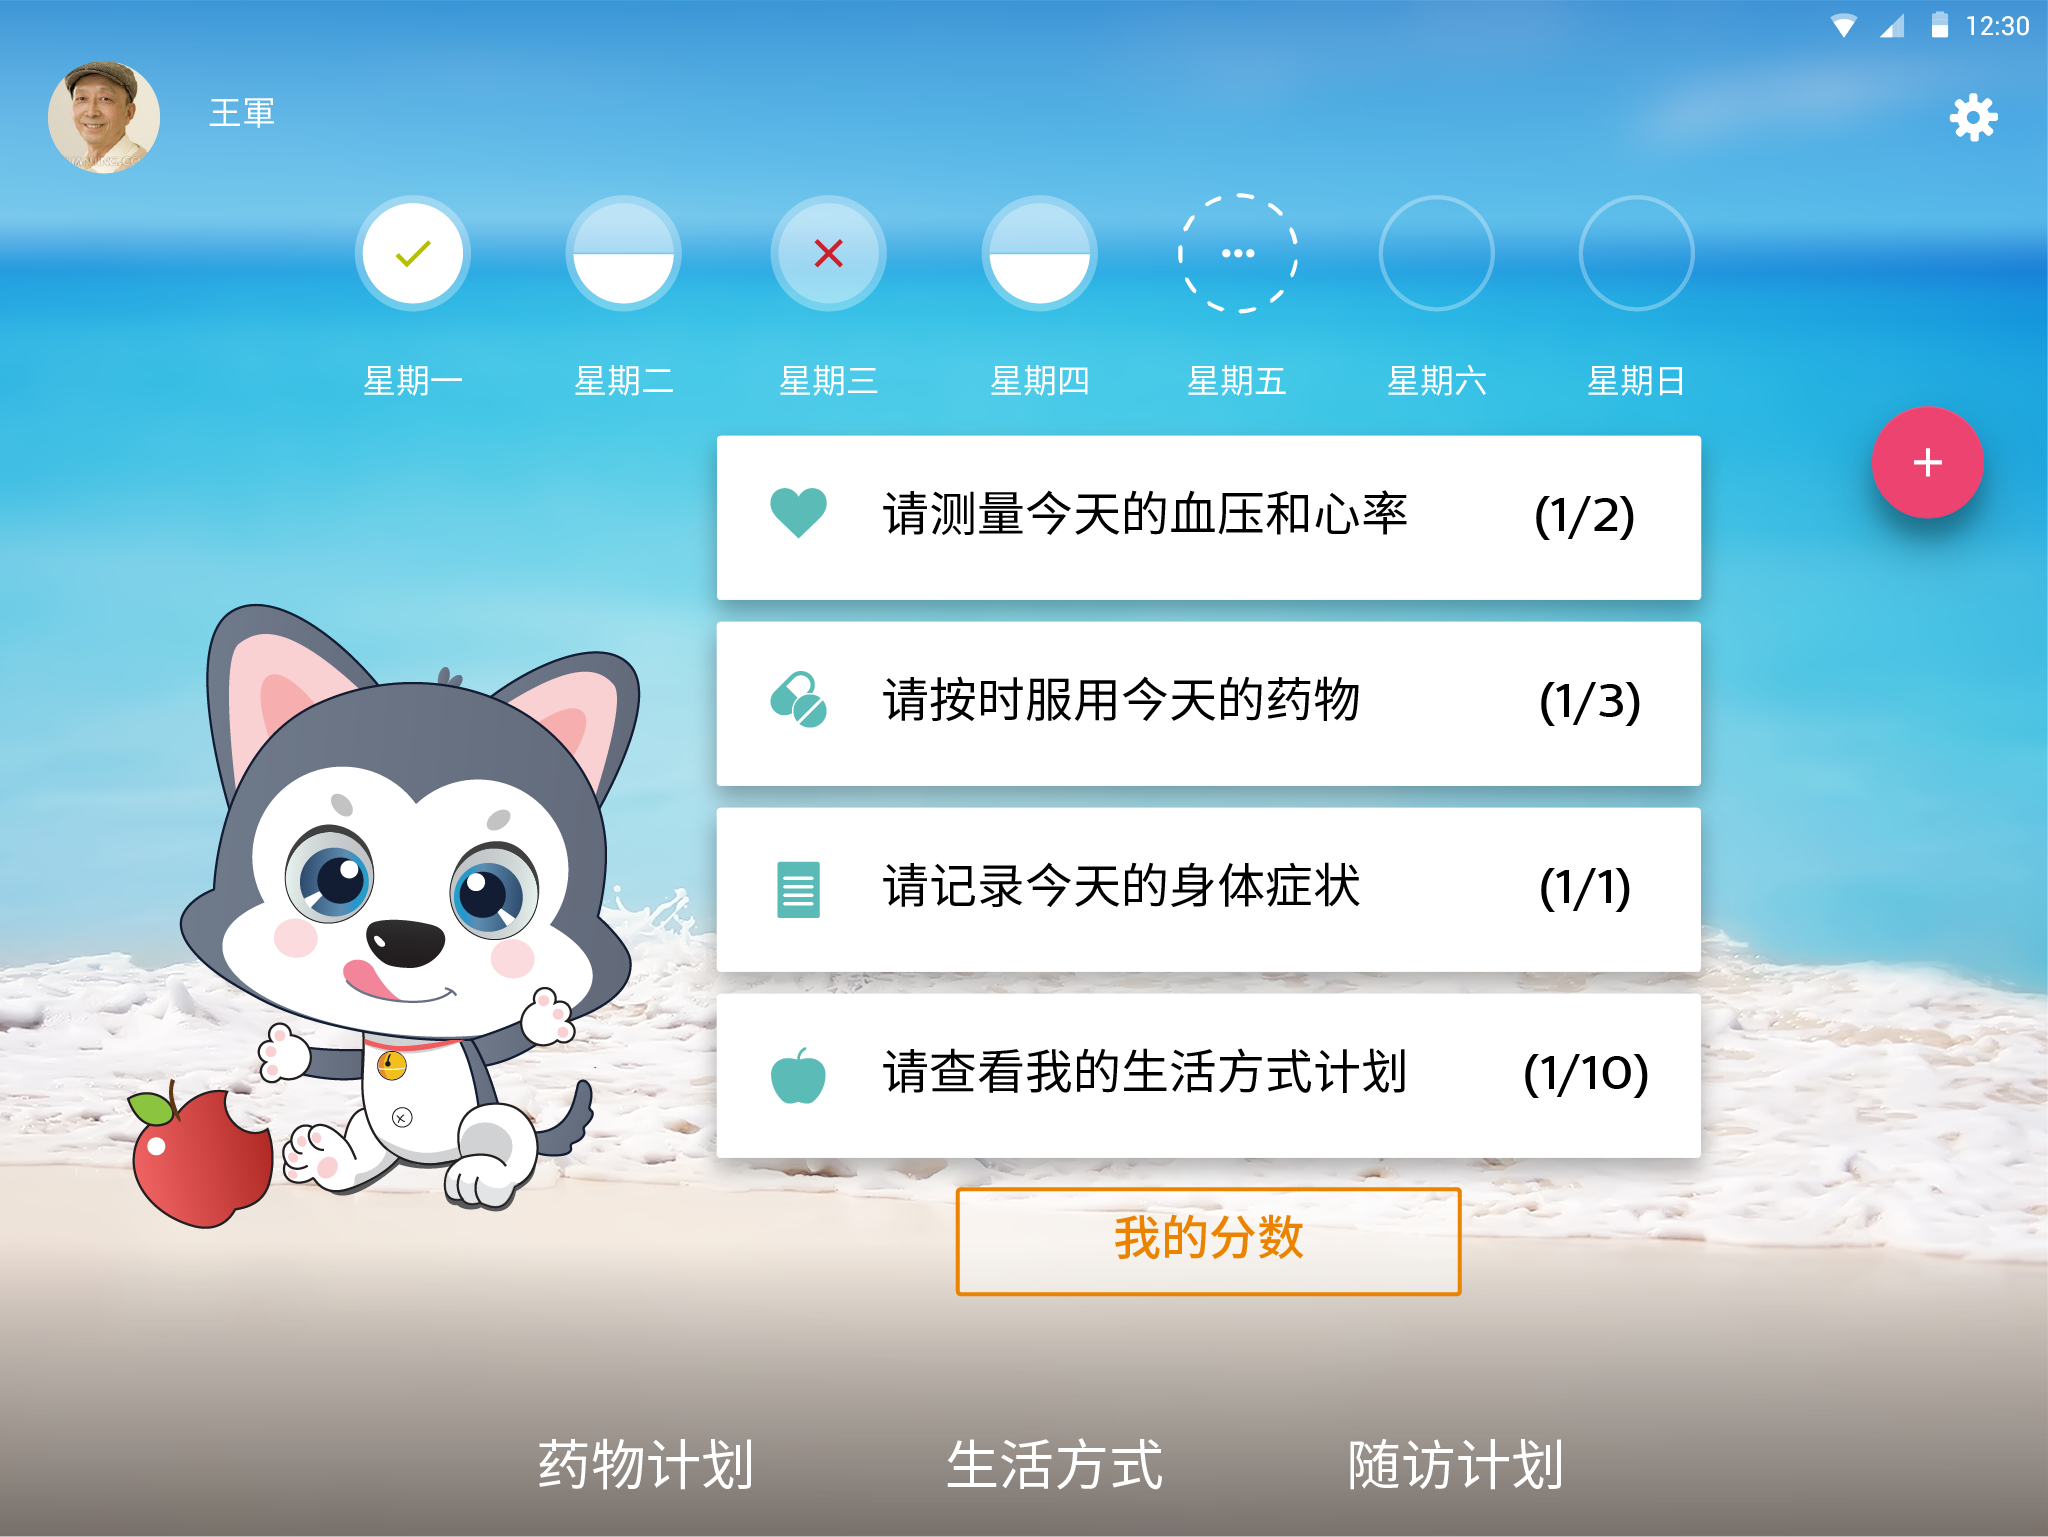 12:30
王軍
星期一 星期二 星期三 星期四 星期五 星期六 星期日
请测量今天的血压和心率 (1/2)
请按时服用今天的药物 (1/3)
请记录今天的身体症状 (1/1)
请查看我的生活方式计划 (1/10)
我的分数
药物计划 生活方式 随访计划